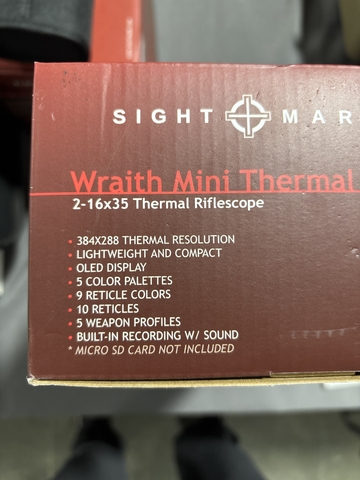 SIGHT MAR
Wraith Mini Thermal
2-16x35 Thermal Riflescope
• 384X288 THERMAL RESOLUTION
• LIGHTWEIGHT AND COMPACT
• OLED DISPLAY
• 5 COLOR PALETTES
• 9 RETICLE COLORS
• 10 RETICLES
• 5 WEAPON PROFILES
• BUILT-IN RECORDING W/ SOUND
* MICRO SD CARD NOT INCLUDED